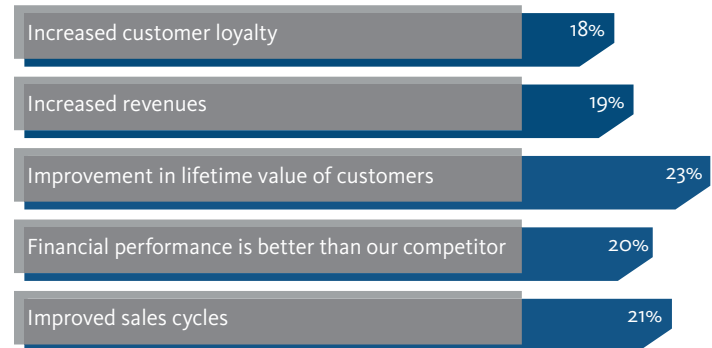 Increased customer loyalty 18%
Increased revenues 19%
Improvement in lifetime value of customers 23%
Financial performance is better than our competitor 20%
Improved sales cycles 21%